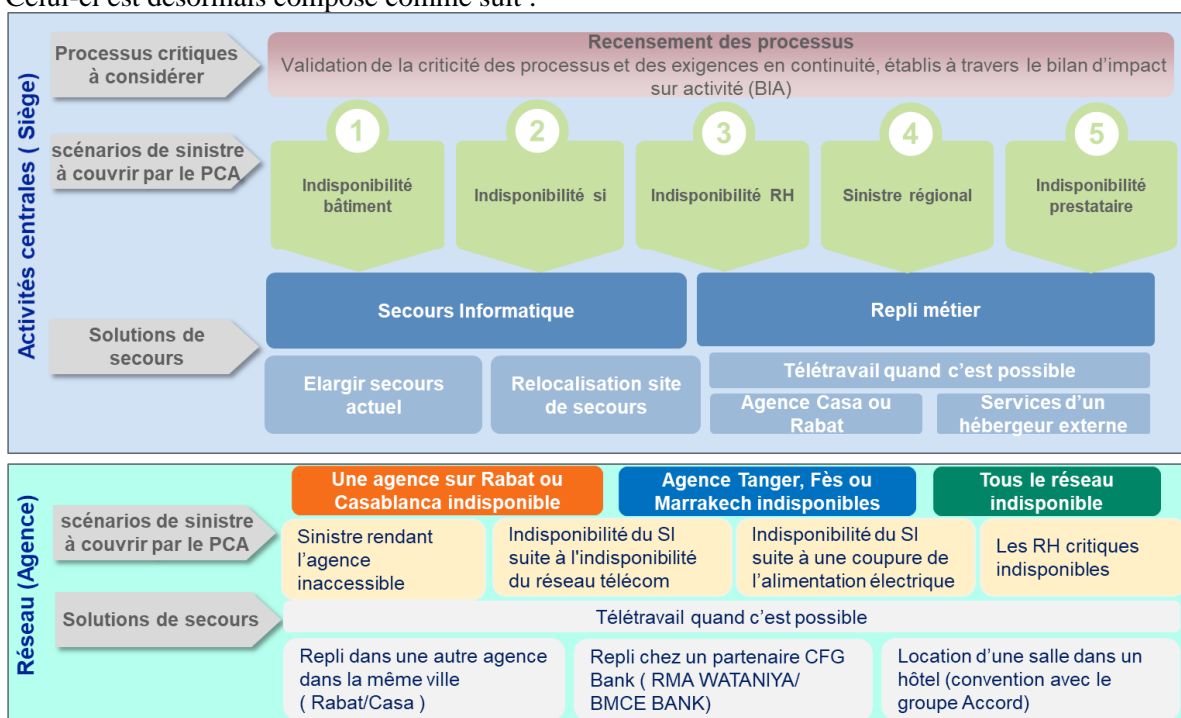 Celui-ci est désormais composé comme suit :
Activités centrales ( Siège)
Processus critiques
à considérer
Recensement des processus
Validation de la criticité des processus et des exigences en continuité, établis à travers le bilan d'impact
sur activité (BIA)
scénarios de sinistre
à couvrir par le PCA
1
Indisponibilité
bâtiment
2
Indisponibilité si
3
Indisponibilité RH
4
Sinistre régional
5
Indisponibilité
prestataire
Solutions de
secours
Secours Informatique
Repli métier
Elargir secours
actuel
Relocalisation site
de secours
Télétravail quand c'est possible
Agence Casa ou
Rabat
Services d'un
hébergeur externe
Réseau (Agence)
Une agence sur Rabat ou
Casablanca indisponible
Agence Tanger, Fès ou
Marrakech indisponibles
Tous le réseau
indisponible
scénarios de sinistre
à couvrir par le PCA
Sinistre rendant
l'agence
inaccessible
Indisponibilité du SI
suite à l'indisponibilité
du réseau télécom
Indisponibilité du SI
suite à une coupure de
l'alimentation électrique
Les RH critiques
indisponibles
Solutions de secours
Télétravail quand c'est possible
Repli dans une autre agence
dans la même ville
( Rabat/Casa )
Repli chez un partenaire CFG
Bank ( RMA WATANIYA/
BMCE BANK)
Location d'une salle dans un
hôtel (convention avec le
groupe Accord)